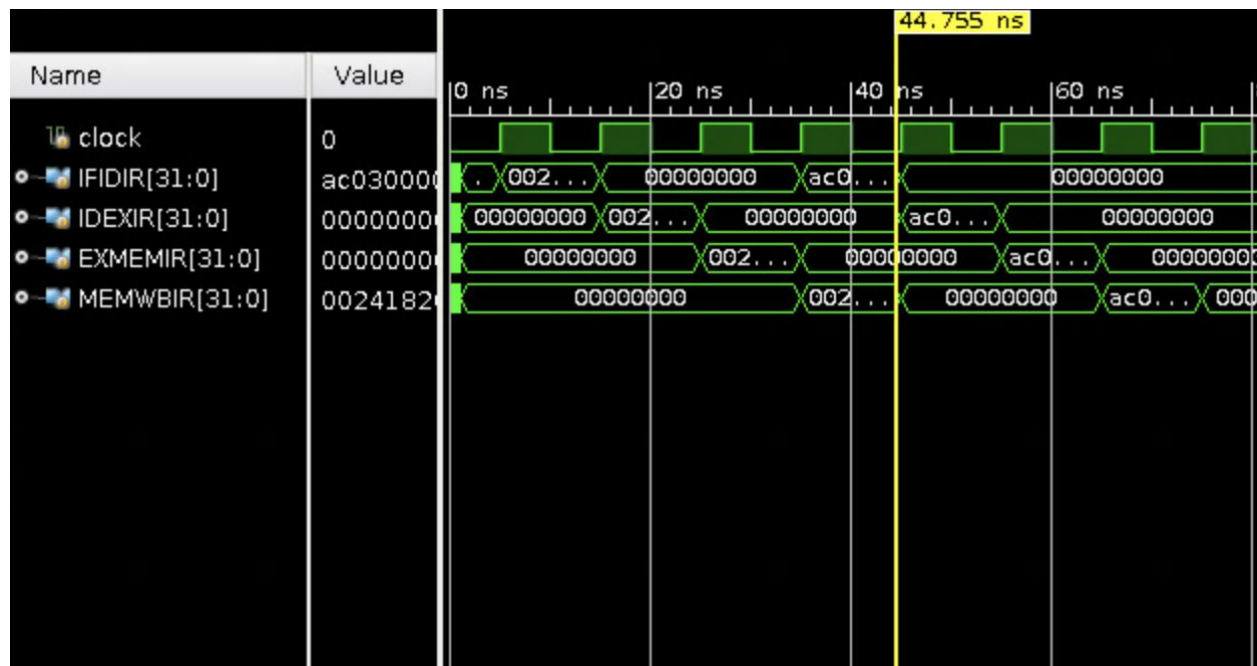 44.755 ns
Name Value
0 ns 20 ns 40 ns 60 ns
clock 0
IFIDIR[31:0] ac030000 . 002... 00000000 ac0... 00000000
IDEXIR[31:0] 00000000 00000000 002... 00000000 ac0... 00000000
EXMEMIR[31:0] 00000000 00000000 002... 00000000 ac0... 00000000
MEMWBIR[31:0] 00241820 00000000 002... 00000000 ac0... 000